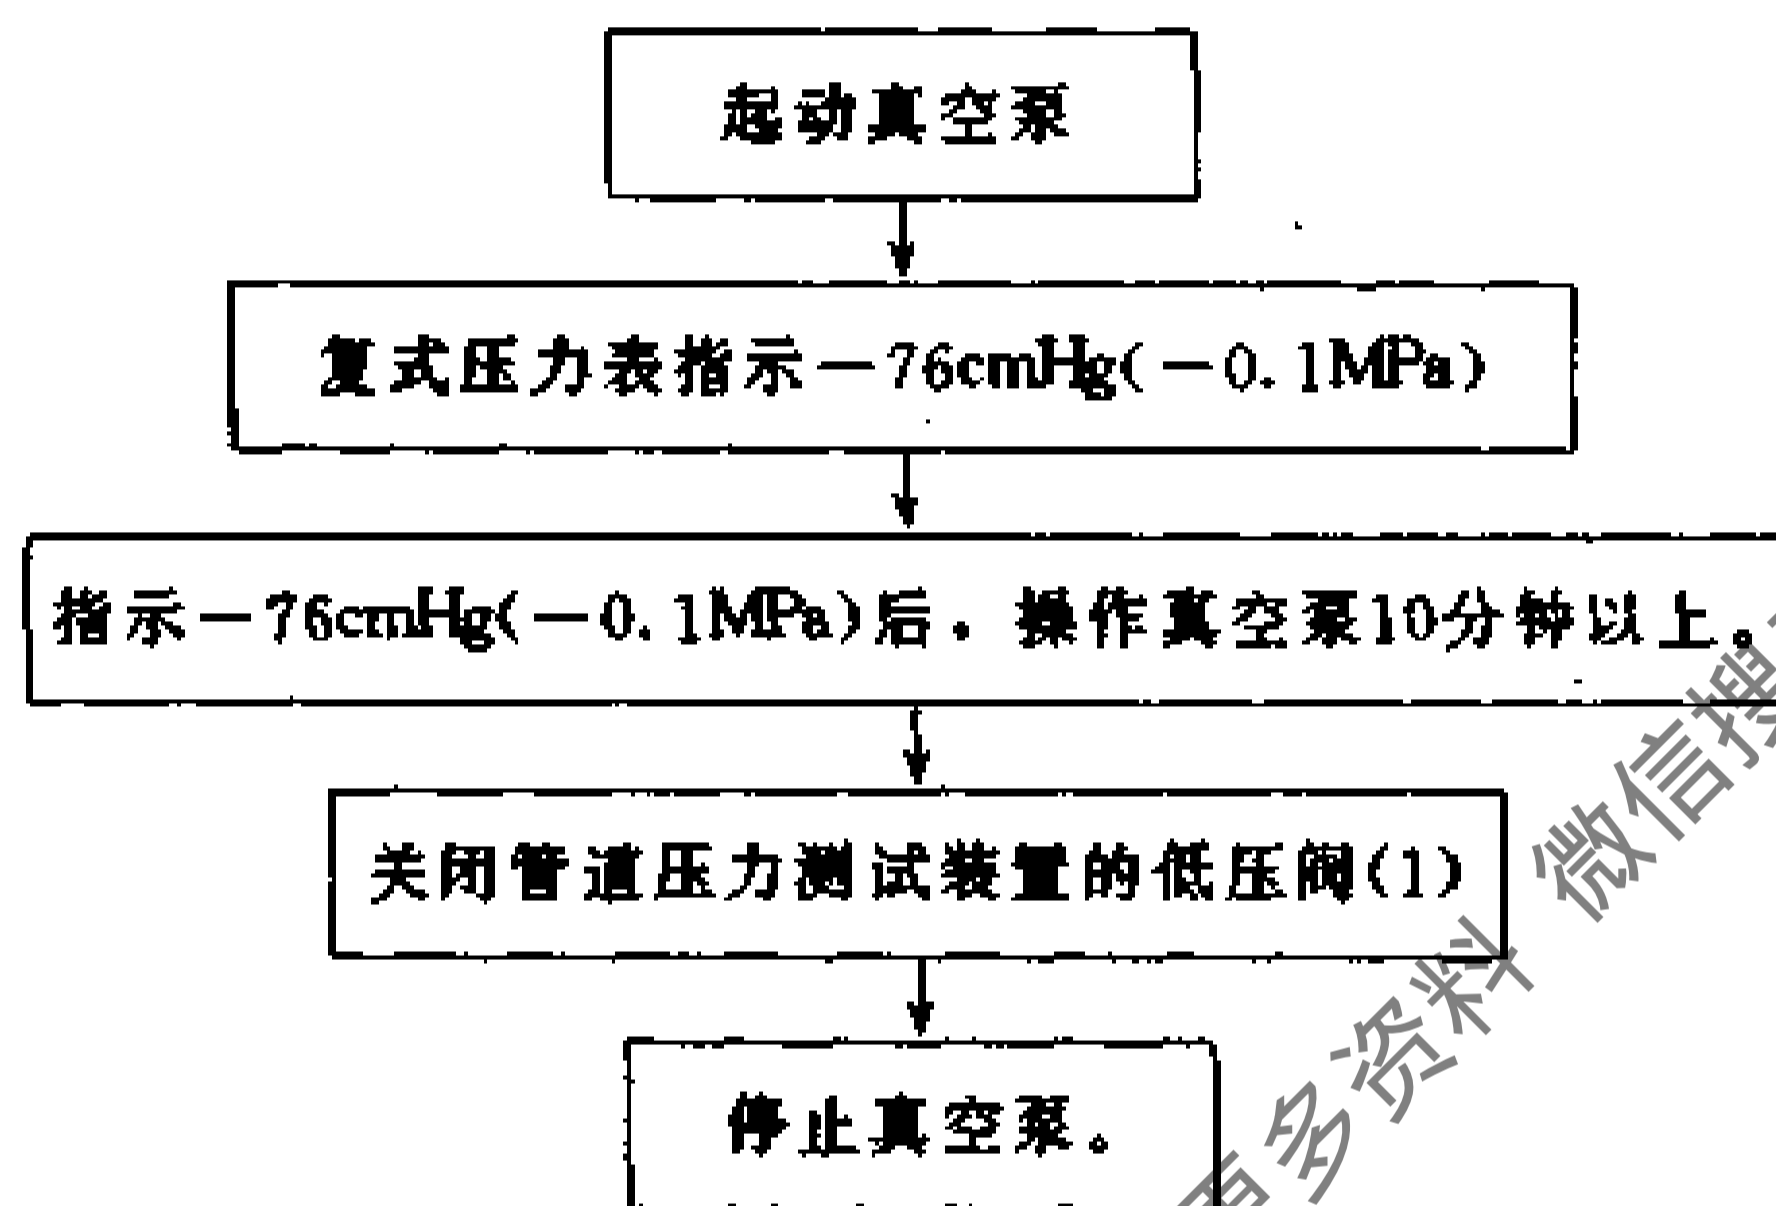 起动真空泵
复式压力表指示－76cmHg(－0.1MPa)
指示－76cmHg(－0.1MPa)后．操作真空泵10分钟以上。
关闭管道压力测试装置的低压阀(1)
停止真空泵。
更多资料 微信搜